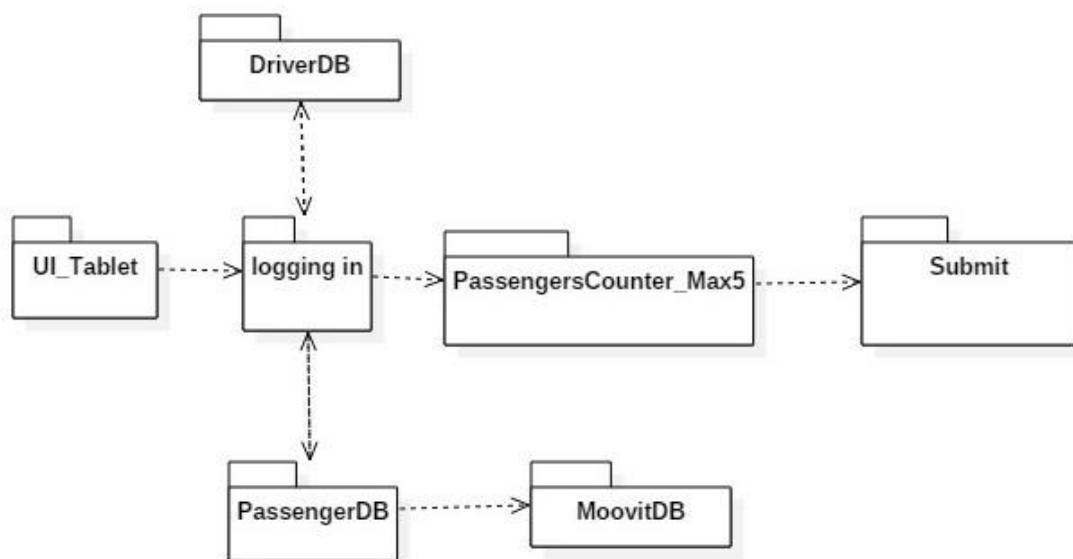 DriverDB
UI_Tablet
logging in
PassengersCounter_Max5
Submit
PassengerDB
MoovitDB